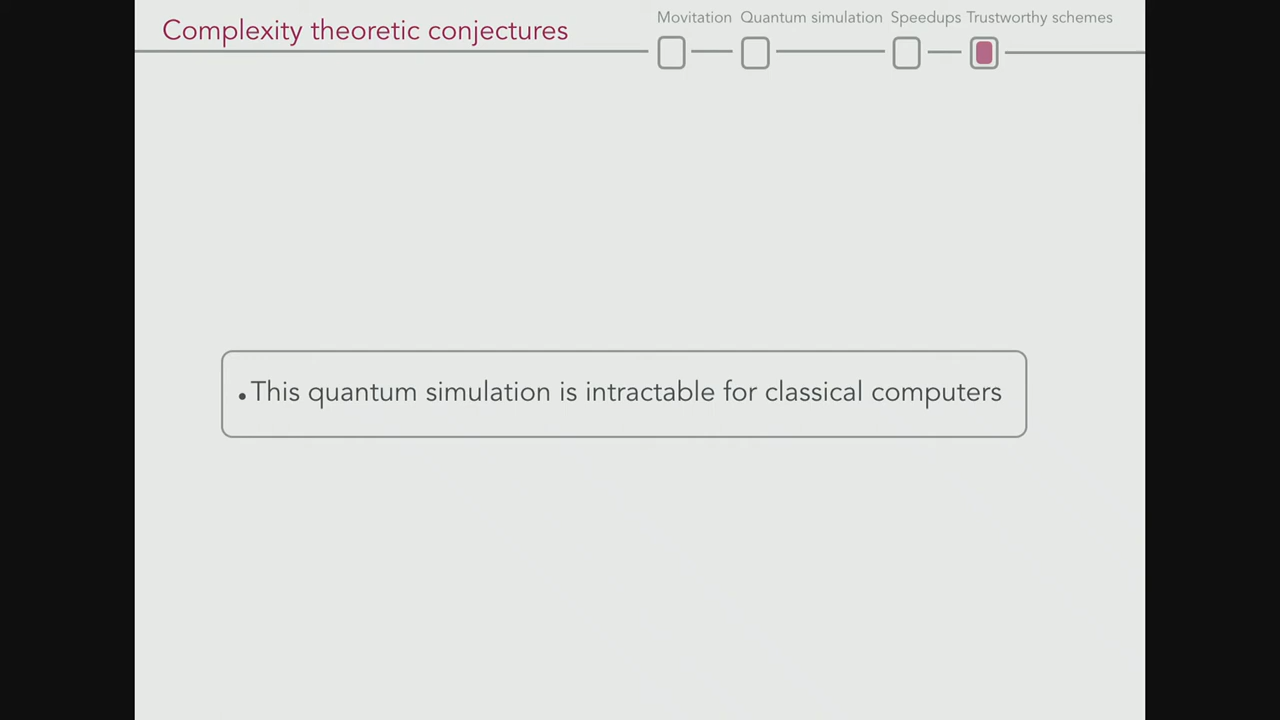 Complexity theoretic conjectures
Movitation Quantum simulation Speedups Trustworthy schemes
•This quantum simulation is intractable for classical computers